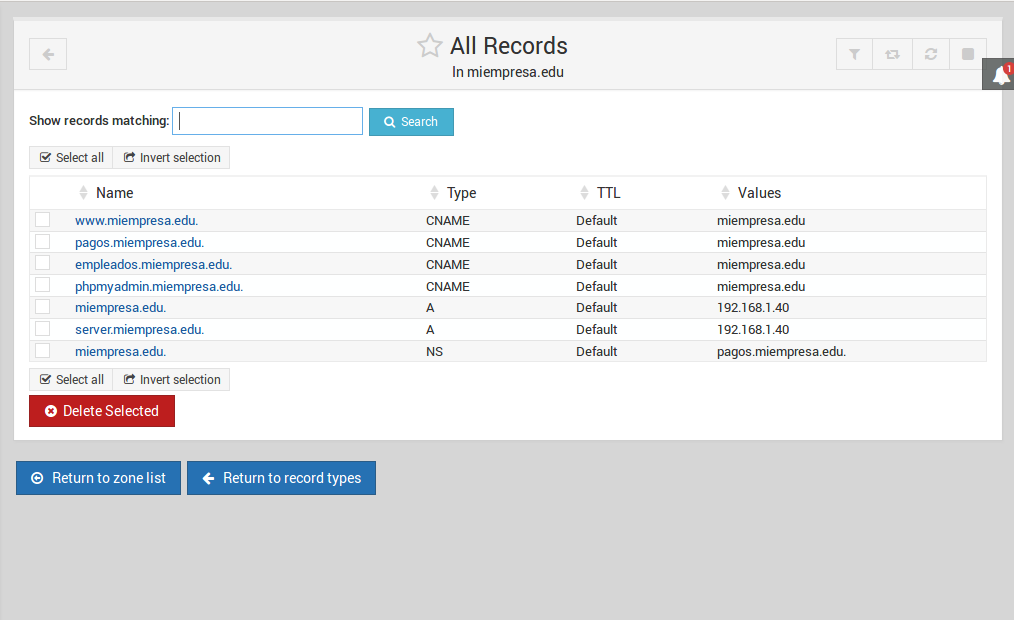 All Records
In miempresa.edu
1
Show records matching: Search
Select all Invert selection
Name Type TTL Values
www.miempresa.edu. CNAME Default miempresa.edu
pagos.miempresa.edu. CNAME Default miempresa.edu
empleados.miempresa.edu. CNAME Default miempresa.edu
phpmyadmin.miempresa.edu. CNAME Default miempresa.edu
miempresa.edu. A Default 192.168.1.40
server.miempresa.edu. A Default 192.168.1.40
miempresa.edu. NS Default pagos.miempresa.edu.
Select all Invert selection
Delete Selected
Return to zone list Return to record types